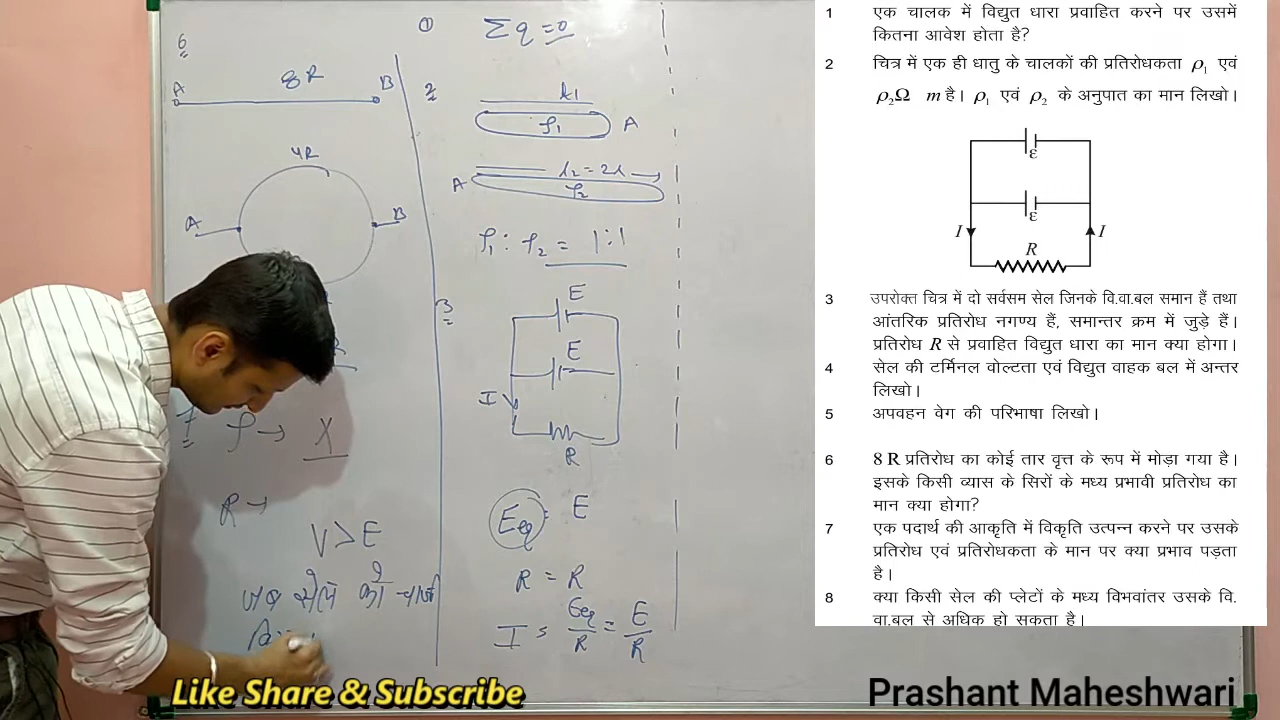 6
A 8R B
4R
A B
R
7 ρ → X
R →
V > E
जब सेल को चार्ज
① Σq = 0
2
l1
ρ1 A
l2 = 2l
A ρ2
ρ1 : ρ2 = 1:1
3
E
E
I
R
Eeq = E
R = R
I = Eeq/R = E/R
1 एक चालक में विद्युत धारा प्रवाहित करने पर उसमें
कितना आवेश होता है?
2 चित्र में एक ही धातु के चालकों की प्रतिरोधकता ρ1 एवं
ρ2Ω m है। ρ1 एवं ρ2 के अनुपात का मान लिखो।
ε
ε
I I
R
3 उपरोक्त चित्र में दो सर्वसम सेल जिनके वि.वा.बल समान हैं तथा
आंतरिक प्रतिरोध नगण्य हैं, समान्तर क्रम में जुड़े हैं।
प्रतिरोध R से प्रवाहित विद्युत धारा का मान क्या होगा।
4 सेल की टर्मिनल वोल्टता एवं विद्युत वाहक बल में अन्तर
लिखो।
5 अपवहन वेग की परिभाषा लिखो।
6 8 R प्रतिरोध का कोई तार वृत्त के रूप में मोड़ा गया है।
इसके किसी व्यास के सिरों के मध्य प्रभावी प्रतिरोध का
मान क्या होगा?
7 एक पदार्थ की आकृति में विकृति उत्पन्न करने पर उसके
प्रतिरोध एवं प्रतिरोधकता के मान पर क्या प्रभाव पड़ता
है।
8 क्या किसी सेल की प्लेटों के मध्य विभवांतर उसके वि.
वा.बल से अधिक हो सकता है।
Like Share & Subscribe
Prashant Maheshwari